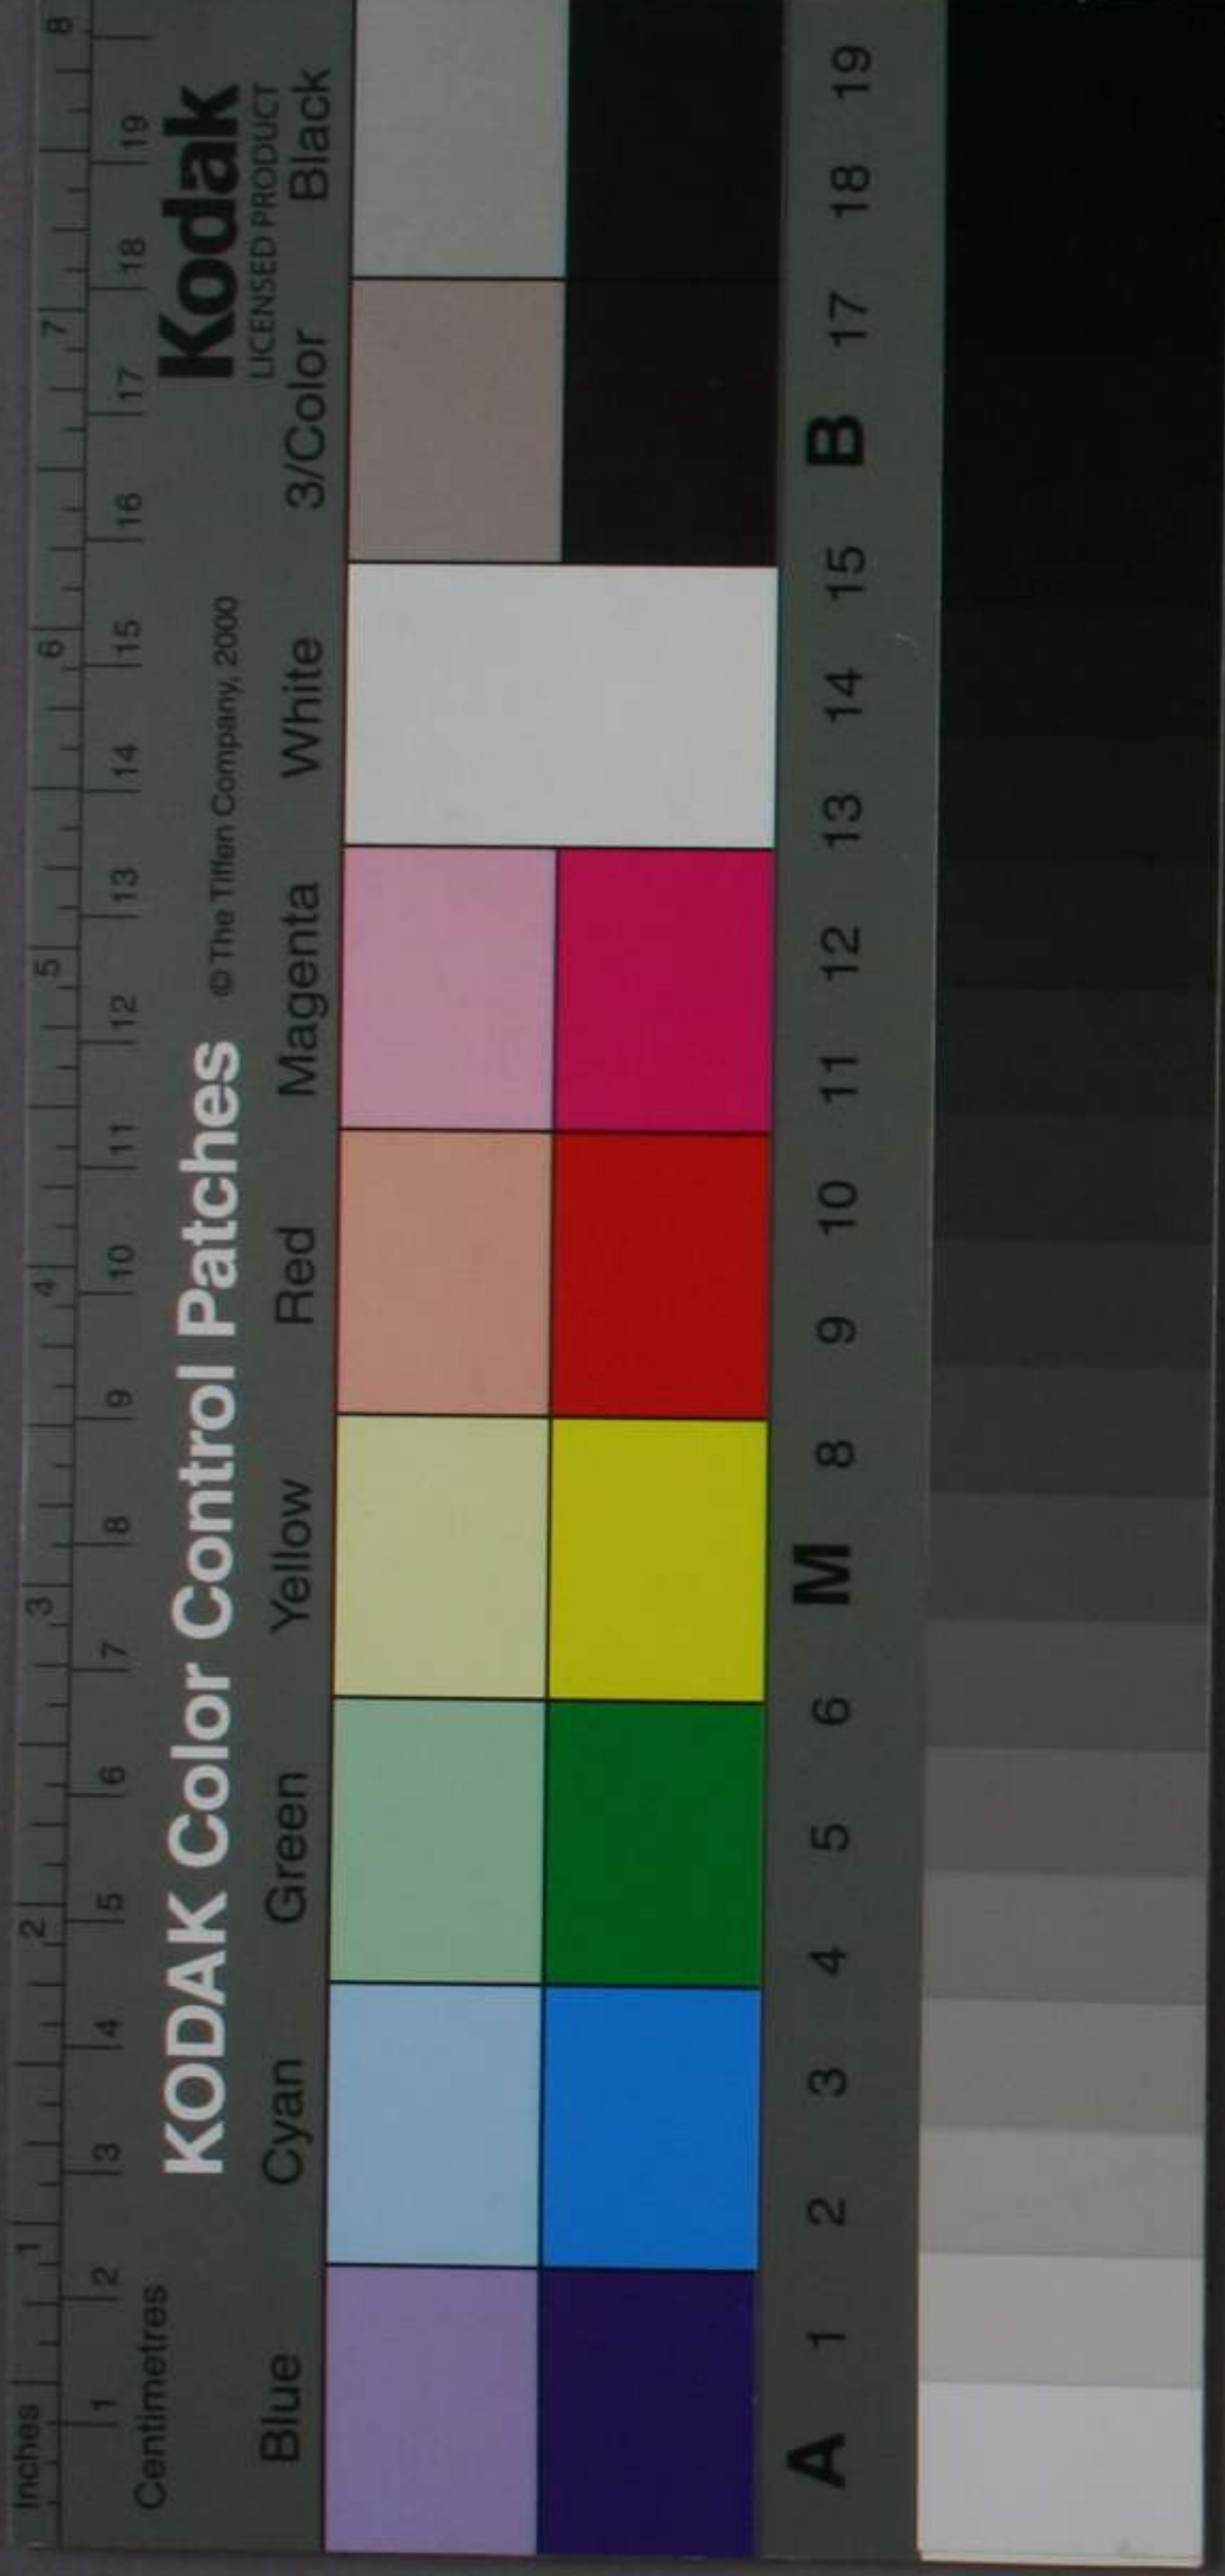 Inches 1 2 3 4 5 6 7 8
Centimetres 1 2 3 4 5 6 7 8 9 10 11 12 13 14 15 16 17 18 19
KODAK Color Control Patches © The Tiffen Company, 2000 Kodak
LICENSED PRODUCT
Blue Cyan Green Yellow Red Magenta White 3/Color Black
A 1 2 3 4 5 6 M 8 9 10 11 12 13 14 15 B 17 18 19